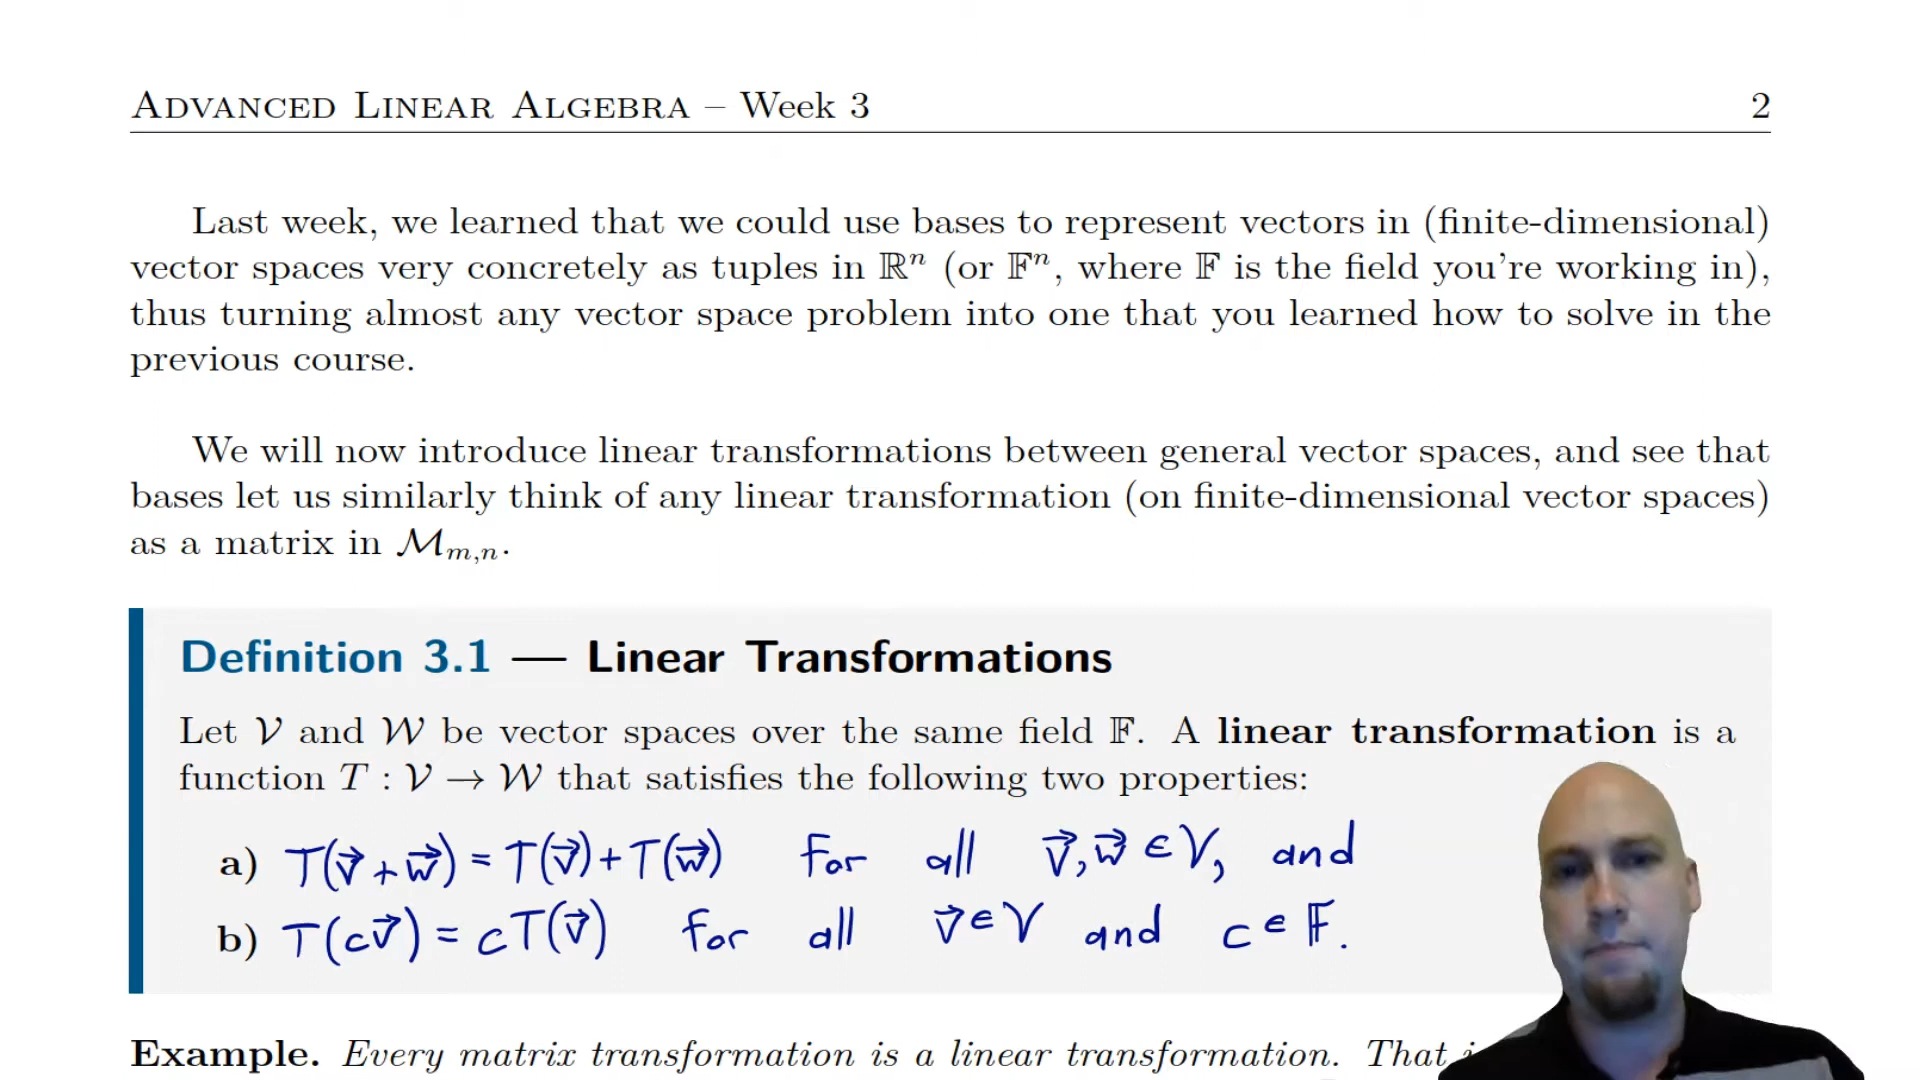 ADVANCED LINEAR ALGEBRA – Week 3 2
Last week, we learned that we could use bases to represent vectors in (finite-dimensional)
vector spaces very concretely as tuples in ℝⁿ (or 𝔽ⁿ, where 𝔽 is the field you're working in),
thus turning almost any vector space problem into one that you learned how to solve in the
previous course.
We will now introduce linear transformations between general vector spaces, and see that
bases let us similarly think of any linear transformation (on finite-dimensional vector spaces)
as a matrix in ℳm,n.
Definition 3.1 — Linear Transformations
Let 𝒱 and 𝒲 be vector spaces over the same field 𝔽. A linear transformation is a
function T : 𝒱 → 𝒲 that satisfies the following two properties:
a) T(v⃗ + w⃗) = T(v⃗) + T(w⃗) for all v⃗, w⃗ ∈ 𝒱, and
b) T(cv⃗) = cT(v⃗) for all v⃗ ∈ 𝒱 and c ∈ 𝔽.
Example. Every matrix transformation is a linear transformation. That